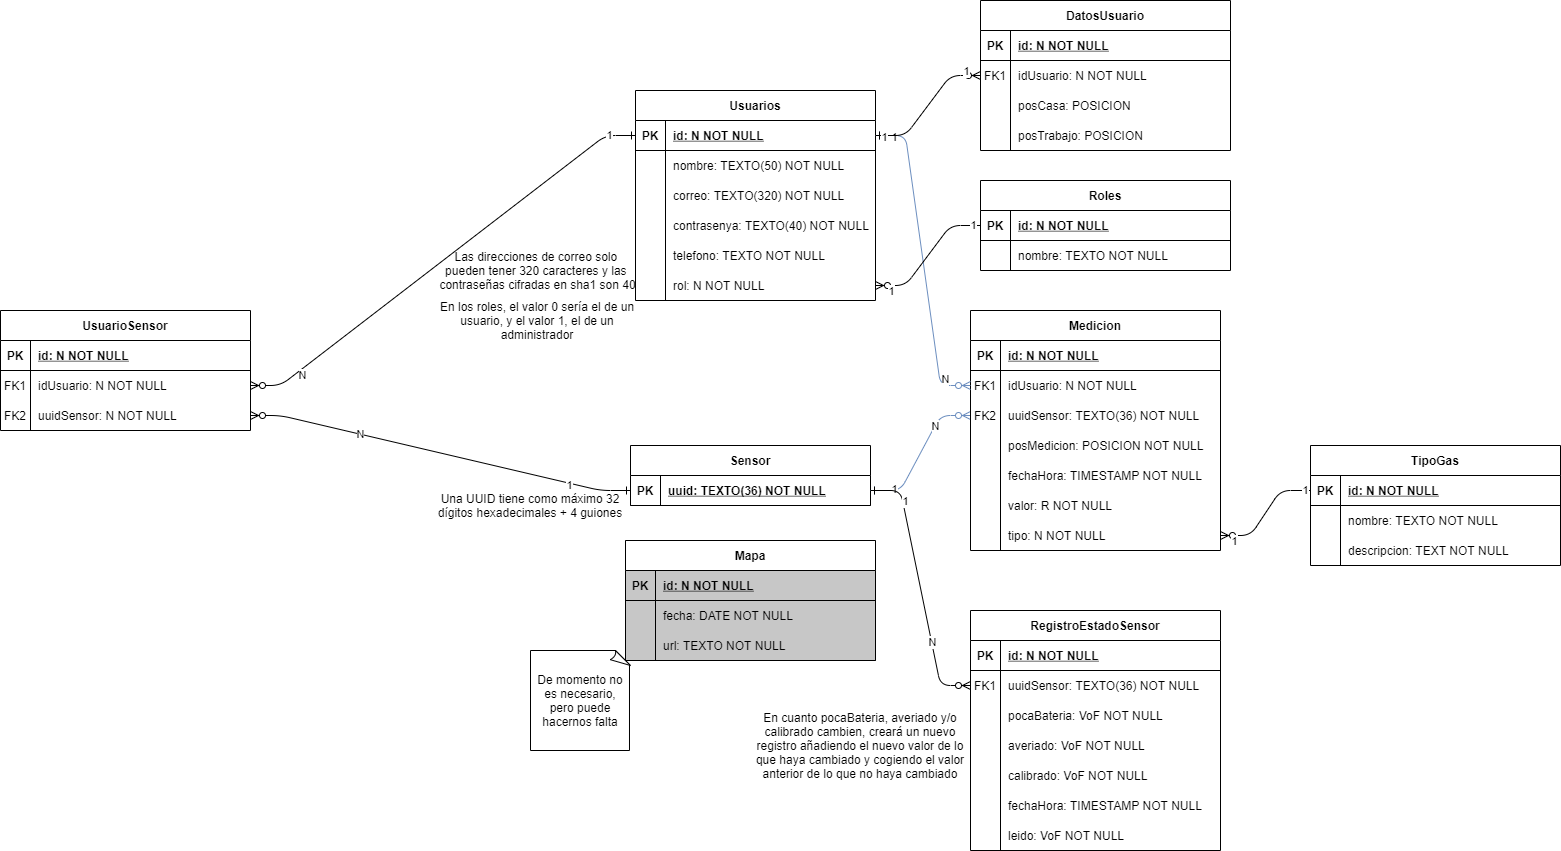 DatosUsuario
PK id: N NOT NULL
FK1 idUsuario: N NOT NULL
posCasa: POSICION
posTrabajo: POSICION
1
Usuarios
PK id: N NOT NULL
nombre: TEXTO(50) NOT NULL
correo: TEXTO(320) NOT NULL
contrasenya: TEXTO(40) NOT NULL
telefono: TEXTO NOT NULL
rol: N NOT NULL
1
1
1
1
Roles
PK id: N NOT NULL
nombre: TEXTO NOT NULL
1
Las direcciones de correo solo
pueden tener 320 caracteres y las
contraseñas cifradas en sha1 son 40
En los roles, el valor 0 sería el de un
usuario, y el valor 1, el de un
administrador
UsuarioSensor
PK id: N NOT NULL
FK1 idUsuario: N NOT NULL
FK2 uuidSensor: N NOT NULL
N
N
Medicion
PK id: N NOT NULL
FK1 idUsuario: N NOT NULL
FK2 uuidSensor: TEXTO(36) NOT NULL
posMedicion: POSICION NOT NULL
fechaHora: TIMESTAMP NOT NULL
valor: R NOT NULL
tipo: N NOT NULL
N
N
1
Sensor
PK uuid: TEXTO(36) NOT NULL
1
1
1
Una UUID tiene como máximo 32
dígitos hexadecimales + 4 guiones
TipoGas
PK id: N NOT NULL
nombre: TEXTO NOT NULL
descripcion: TEXT NOT NULL
1
Mapa
PK id: N NOT NULL
fecha: DATE NOT NULL
url: TEXTO NOT NULL
De momento no
es necesario,
pero puede
hacernos falta
RegistroEstadoSensor
PK id: N NOT NULL
FK1 uuidSensor: TEXTO(36) NOT NULL
pocaBateria: VoF NOT NULL
averiado: VoF NOT NULL
calibrado: VoF NOT NULL
fechaHora: TIMESTAMP NOT NULL
leido: VoF NOT NULL
N
En cuanto pocaBateria, averiado y/o
calibrado cambien, creará un nuevo
registro añadiendo el nuevo valor de lo
que haya cambiado y cogiendo el valor
anterior de lo que no haya cambiado